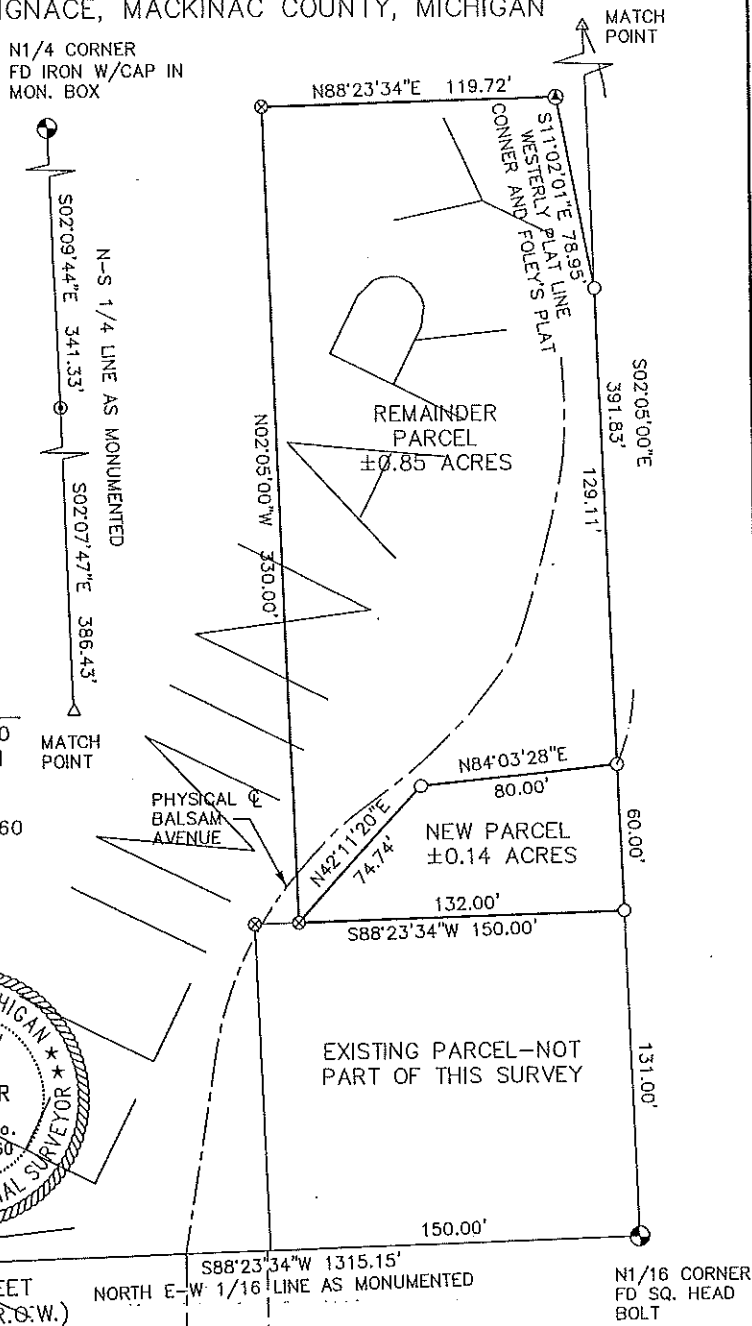 IGNACE, MACKINAC COUNTY, MICHIGAN
N1/4 CORNER
FD IRON W/CAP IN
MON. BOX
MATCH
POINT
N88°23'34"E 119.72'
S11°02'01"E 78.95'
WESTERLY PLAT LINE
CONNER AND FOLEY'S PLAT
S02°09'44"E 341.33'
N-S 1/4 LINE AS MONUMENTED
S02°07'47"E 386.43'
MATCH
POINT
N02°05'00"W 330.00'
REMAINDER
PARCEL
±0.85 ACRES
S02°05'00"E
391.83'
129.11'
0
60
PHYSICAL ℄
BALSAM
AVENUE
N42°11'20"E
74.74'
N84°03'28"E
80.00'
NEW PARCEL
±0.14 ACRES
60.00'
132.00'
S88°23'34"W 150.00'
EXISTING PARCEL-NOT
PART OF THIS SURVEY
131.00'
HIGAN ★ ★
R
o.
60
NAL SURVEYOR
150.00'
S88°23'34"W 1315.15'
NORTH E-W 1/16 LINE AS MONUMENTED
EET
R.O.W.)
N1/16 CORNER
FD SQ. HEAD
BOLT